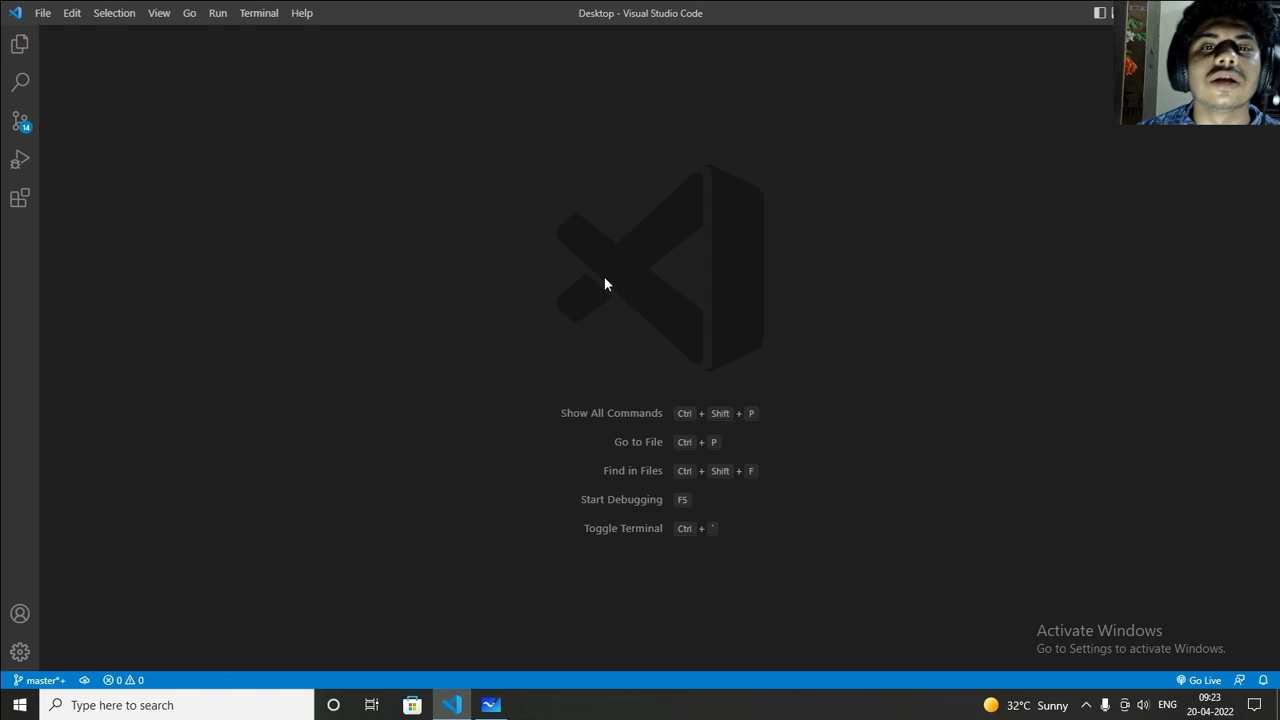 File Edit Selection View Go Run Terminal Help
Desktop - Visual Studio Code
14
Show All Commands Ctrl + Shift + P
Go to File Ctrl + P
Find in Files Ctrl + Shift + F
Start Debugging F5
Toggle Terminal Ctrl + `
Activate Windows
Go to Settings to activate Windows.
master*+ 0 0
Go Live
Type here to search
32°C Sunny
ENG
09:23
20-04-2022